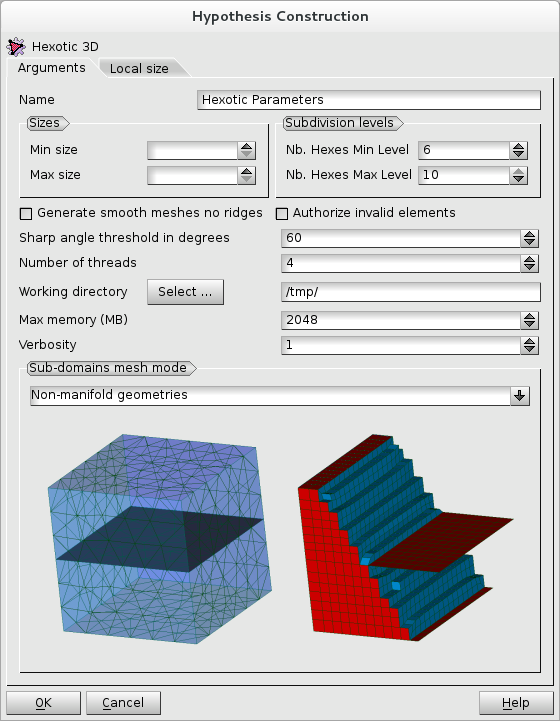 Hypothesis Construction
Hexotic 3D
Arguments Local size
Name Hexotic Parameters
Sizes Subdivision levels
Min size Nb. Hexes Min Level 6
Max size Nb. Hexes Max Level 10
Generate smooth meshes no ridges Authorize invalid elements
Sharp angle threshold in degrees 60
Number of threads 4
Working directory Select ... /tmp/
Max memory (MB) 2048
Verbosity 1
Sub-domains mesh mode
Non-manifold geometries
OK Cancel Help